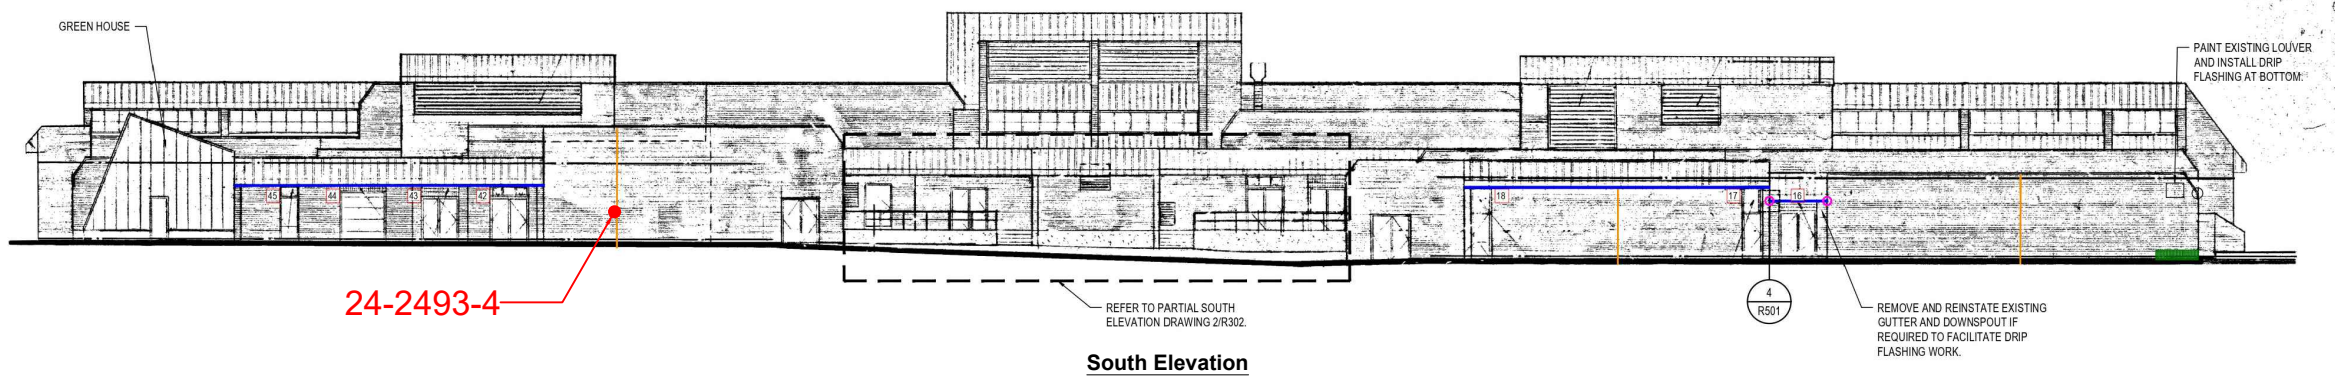 GREEN HOUSE
PAINT EXISTING LOUVER
AND INSTALL DRIP
FLASHING AT BOTTOM.
45
44
43
42
18
17
16
24-2493-4
REFER TO PARTIAL SOUTH
ELEVATION DRAWING 2/R302.
4
R501
REMOVE AND REINSTATE EXISTING
GUTTER AND DOWNSPOUT IF
REQUIRED TO FACILITATE DRIP
FLASHING WORK.
South Elevation